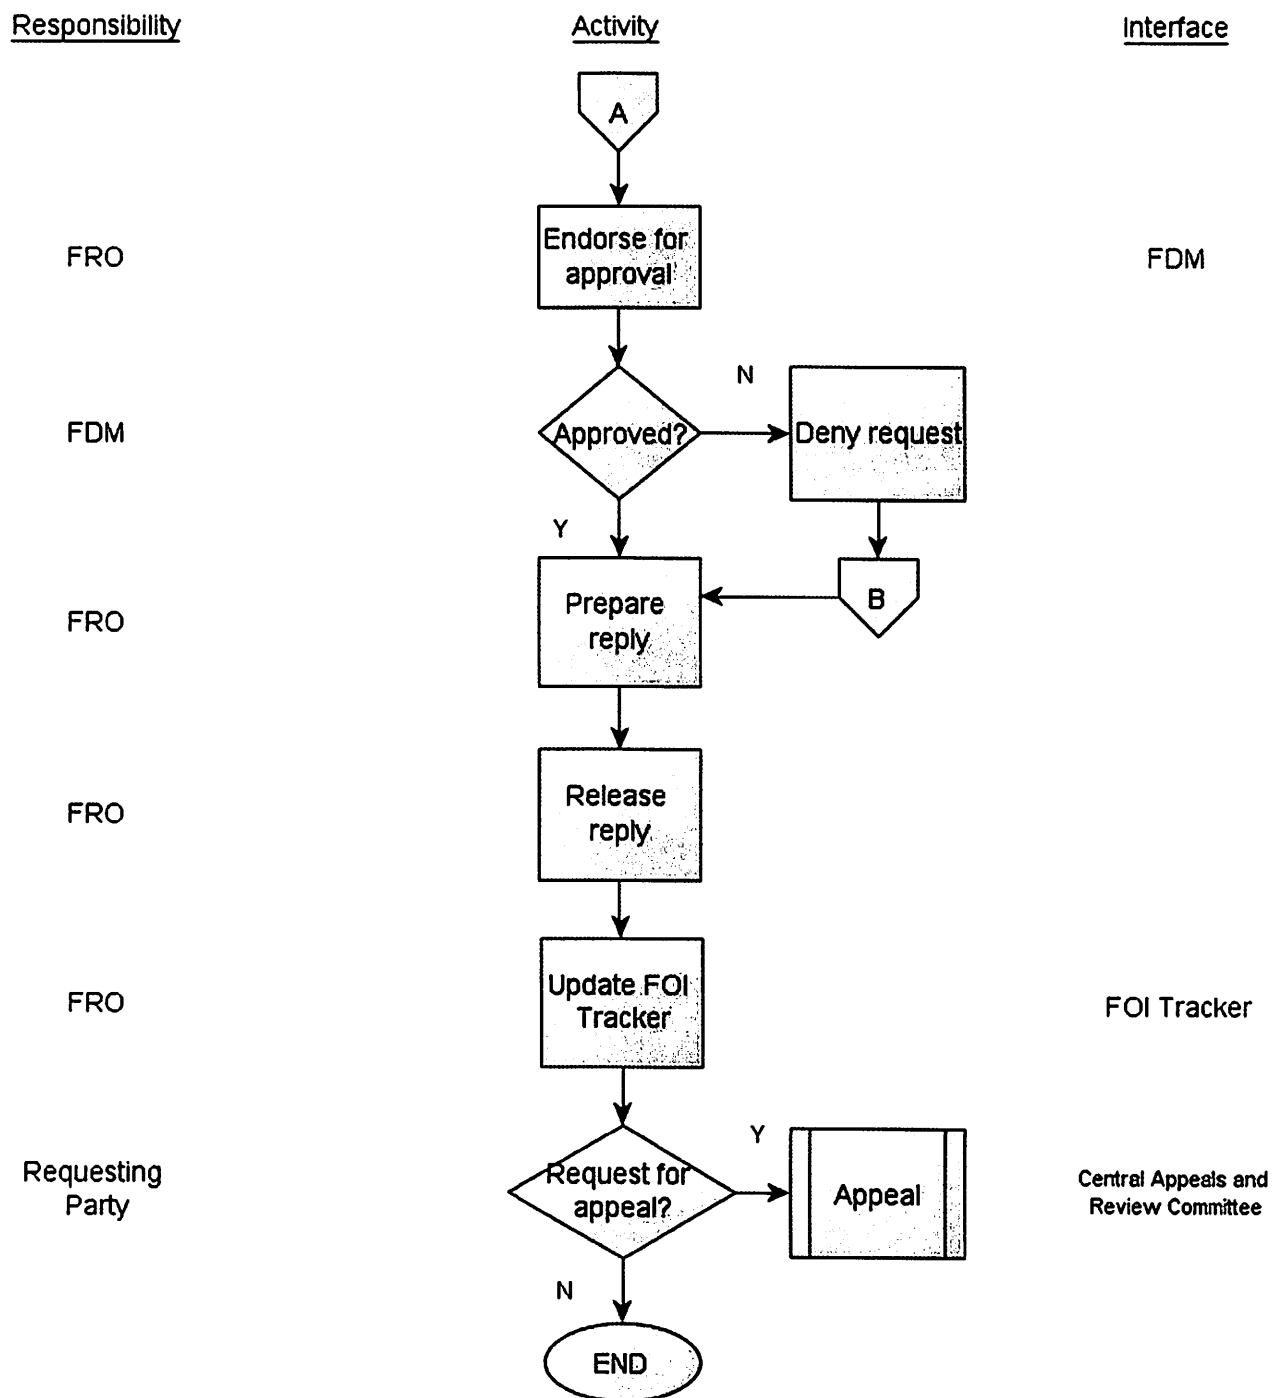 Responsibility
Activity
Interface
A
FRO
Endorse for
approval
FDM
FDM
Approved?
N
Deny request
Y
FRO
Prepare
reply
B
FRO
Release
reply
FRO
Update FOI
Tracker
FOI Tracker
Requesting
Party
Request for
appeal?
Y
Appeal
Central Appeals and
Review Committee
N
END